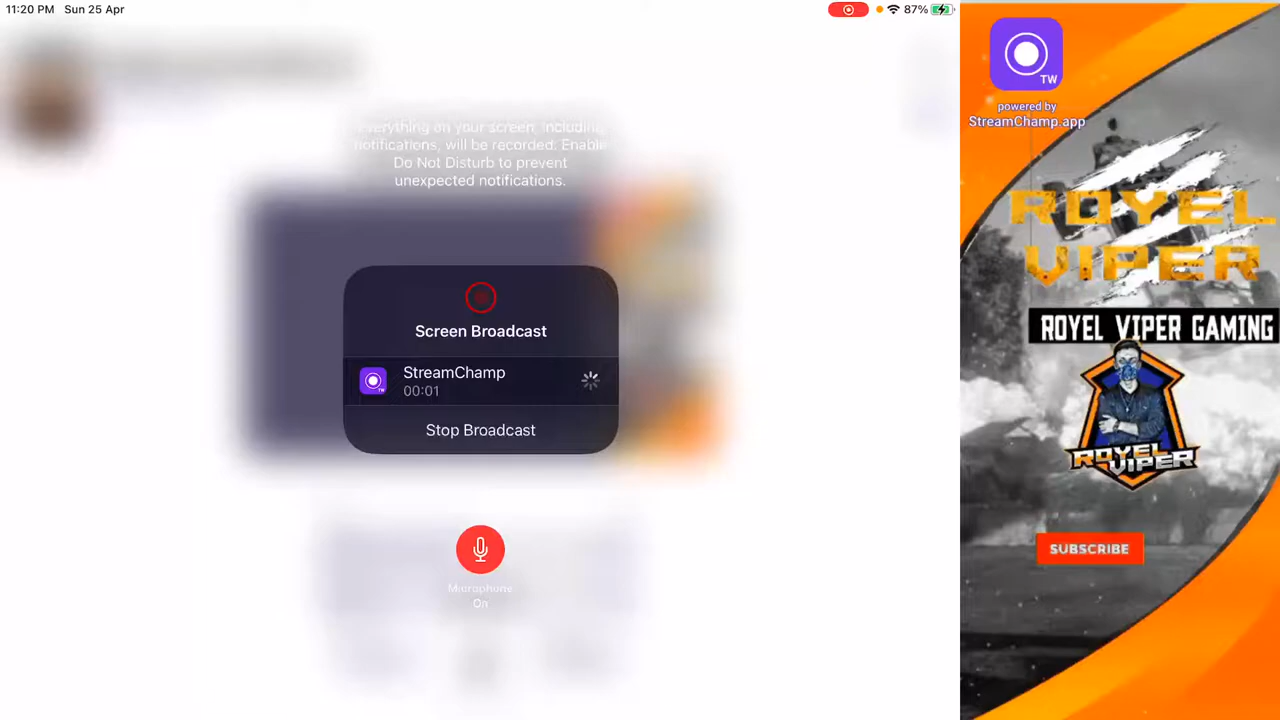 11:20 PM Sun 25 Apr
87%
everything on your screen, including
notifications, will be recorded. Enable
Do Not Disturb to prevent
unexpected notifications.
Screen Broadcast
StreamChamp
00:01
Stop Broadcast
Microphone
On
TW
powered by
StreamChamp.app
ROYEL
VIPER
ROYEL VIPER GAMING
ROYEL
VIPER
SUBSCRIBE